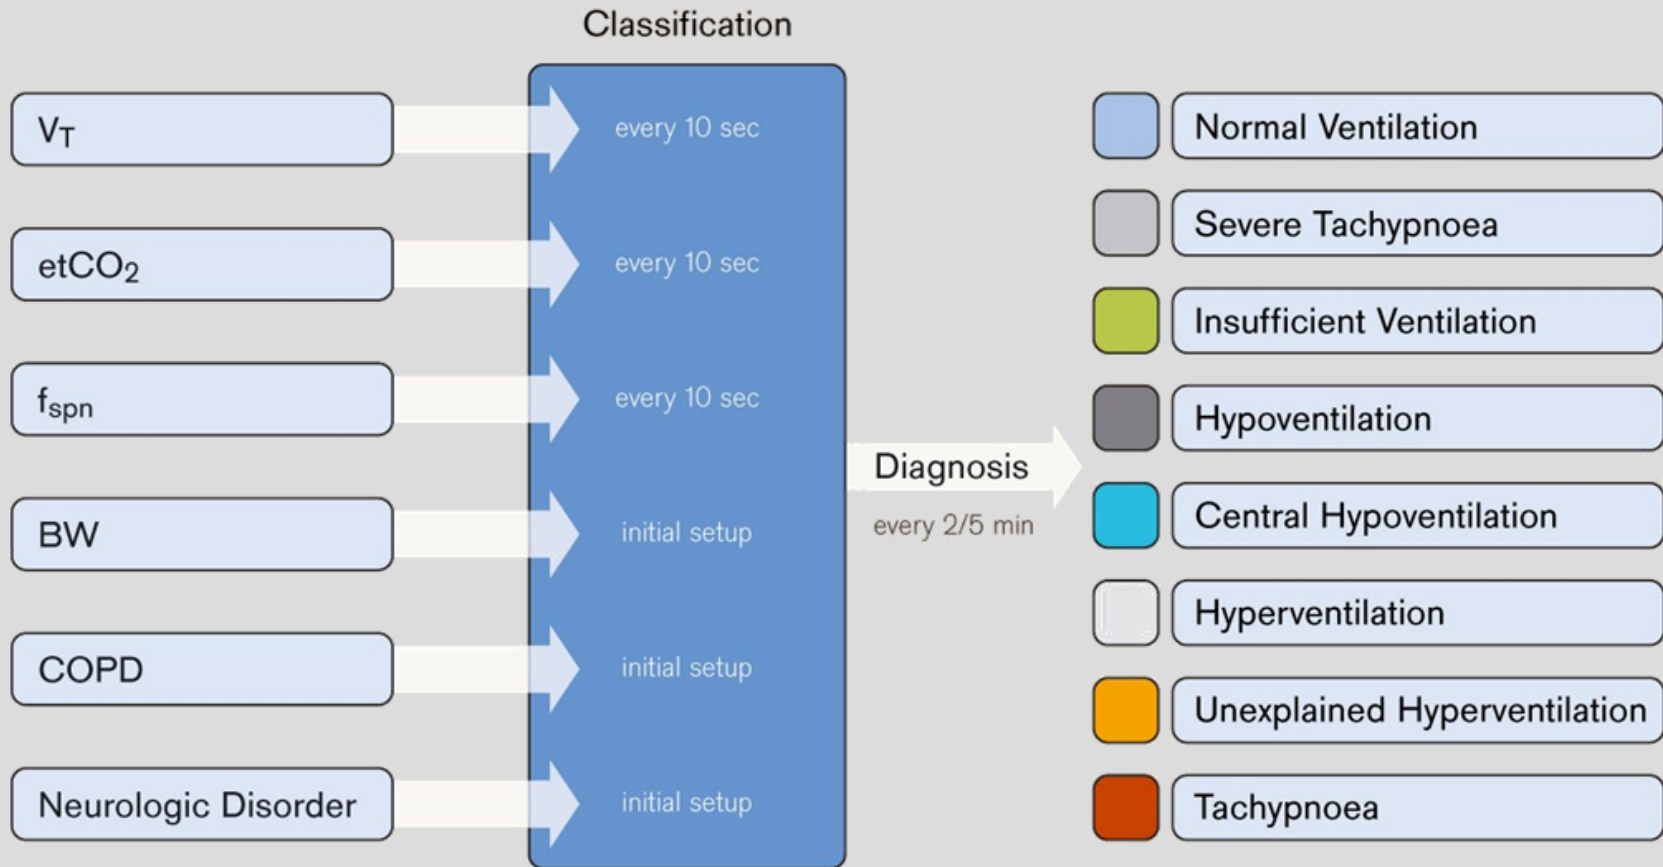 Classification
V_T
every 10 sec
etCO₂
every 10 sec
f_spn
every 10 sec
BW
initial setup
COPD
initial setup
Neurologic Disorder
initial setup
Diagnosis
every 2/5 min
Normal Ventilation
Severe Tachypnoea
Insufficient Ventilation
Hypoventilation
Central Hypoventilation
Hyperventilation
Unexplained Hyperventilation
Tachypnoea